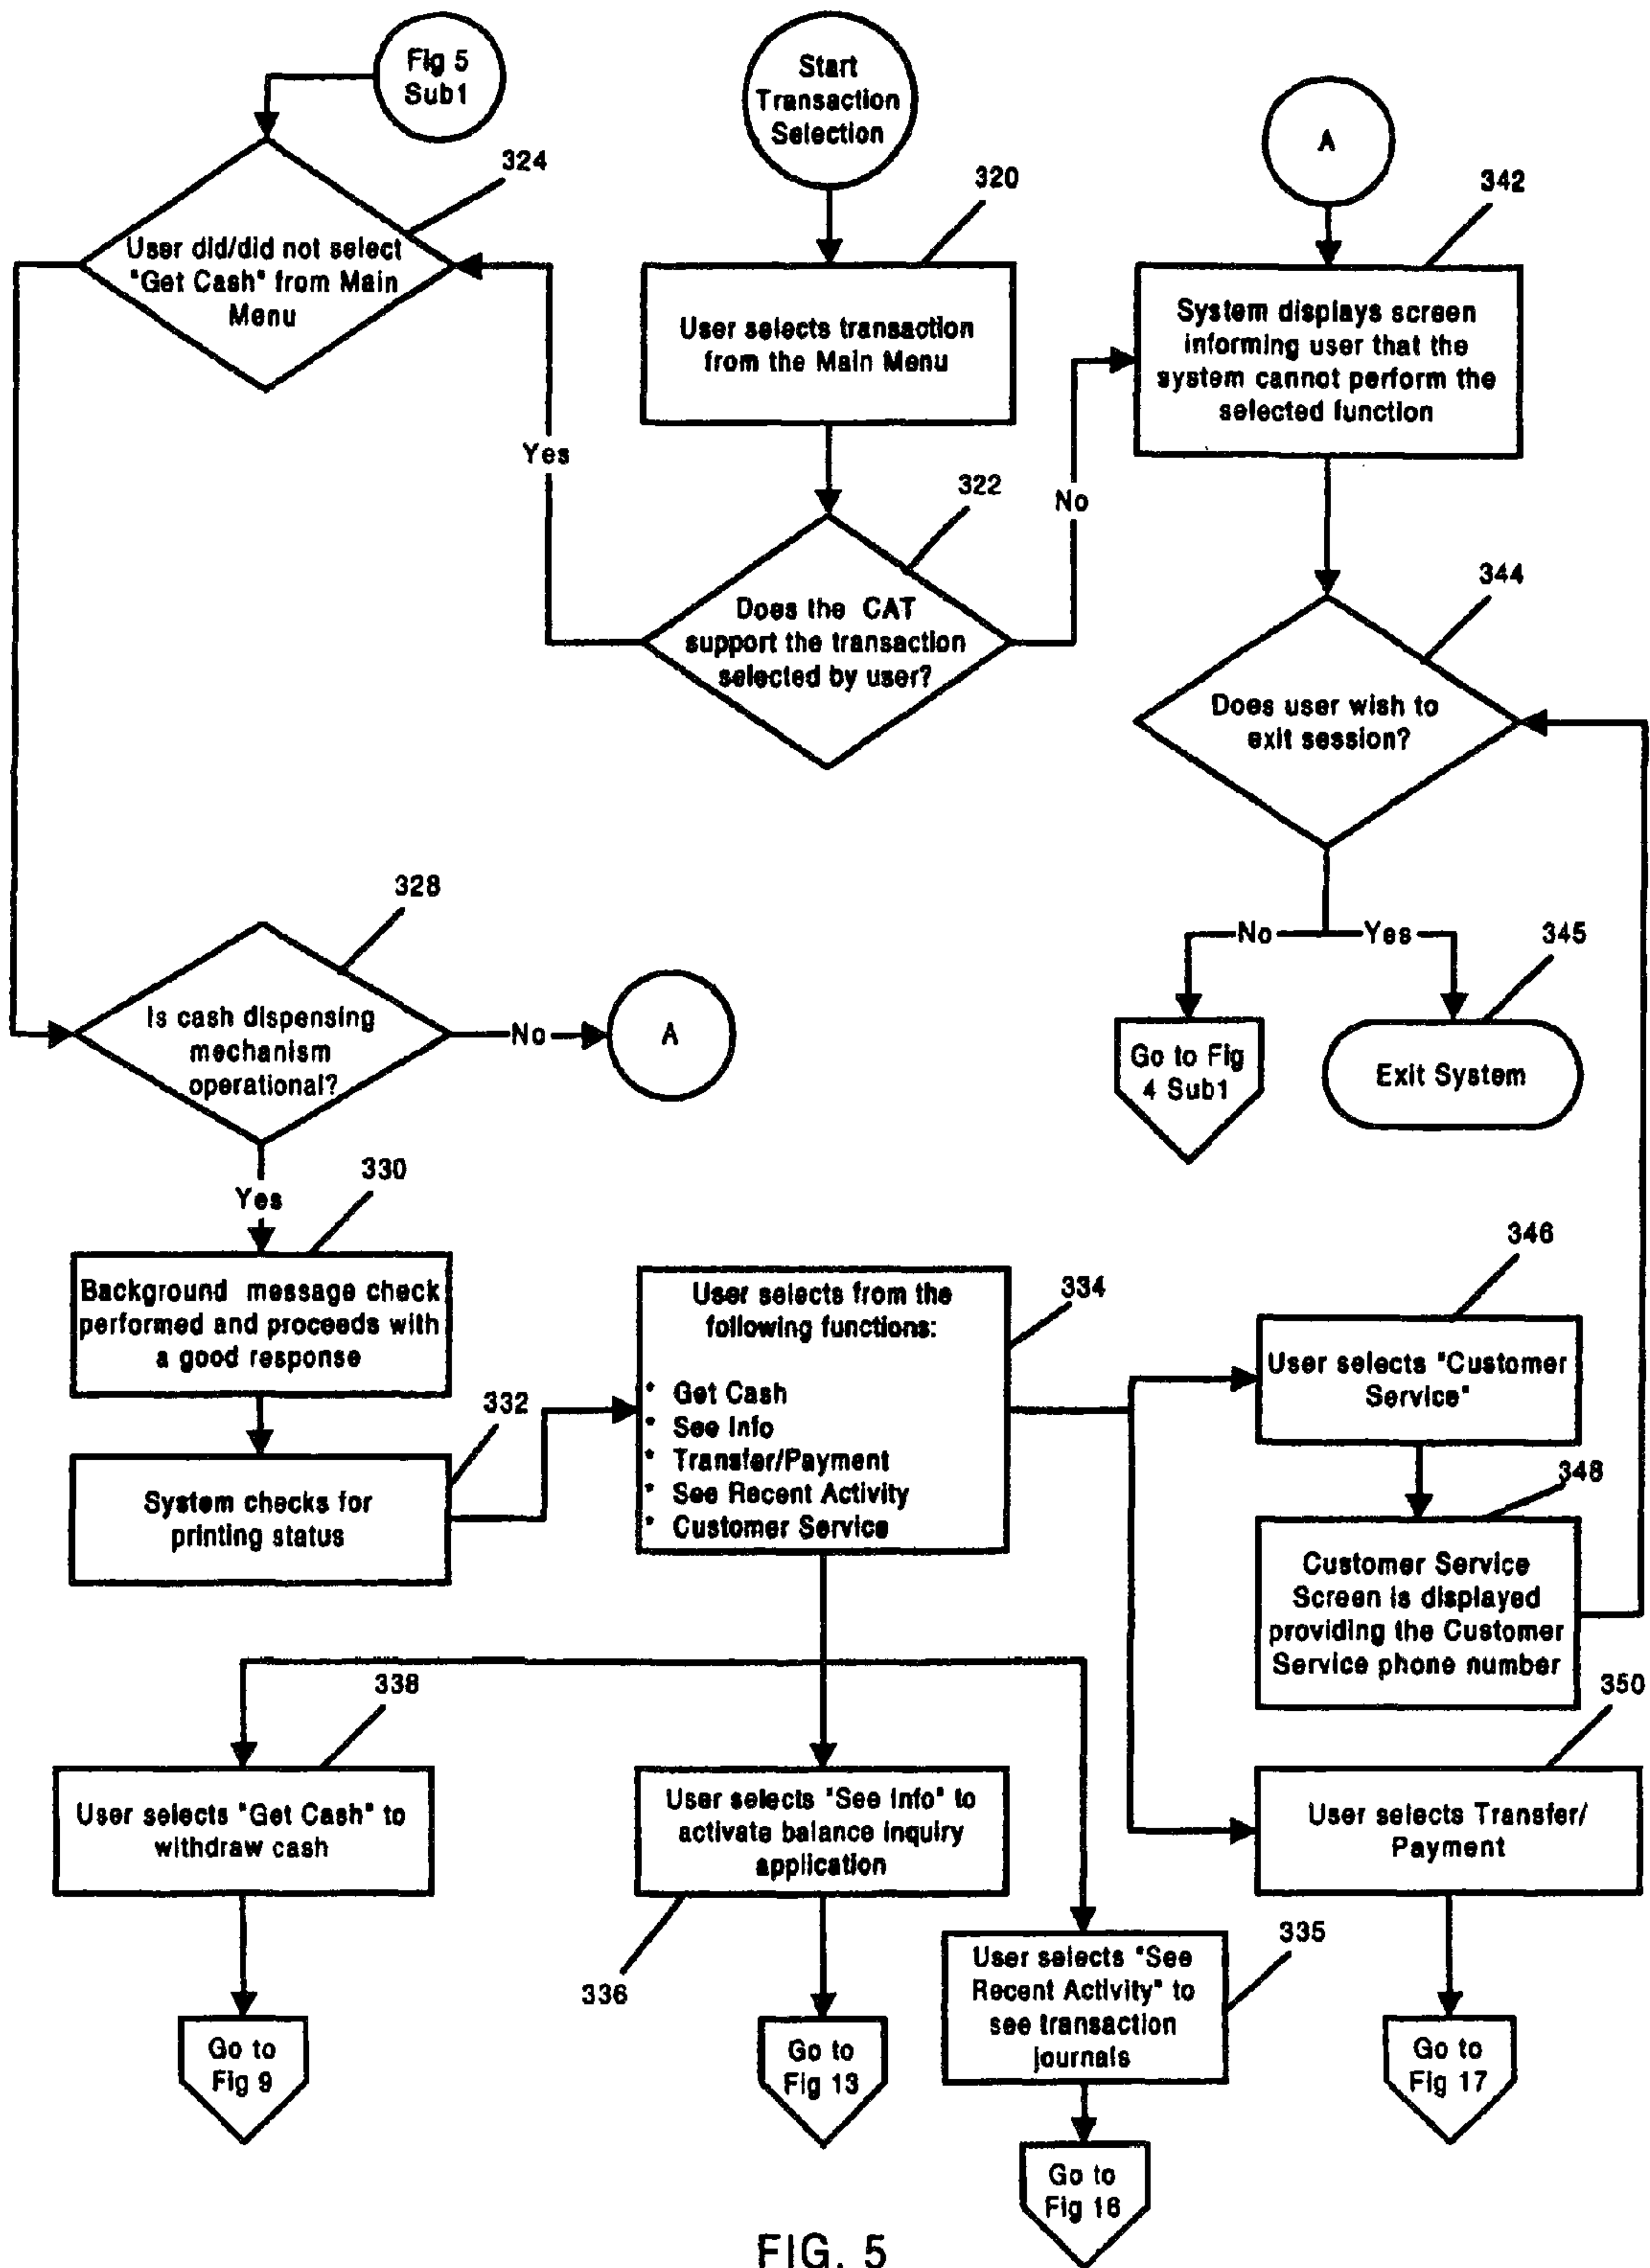 Fig 5
Sub1
Start
Transaction
Selection
A
324
320
342
User did/did not select
"Get Cash" from Main
Menu
User selects transaction
from the Main Menu
System displays screen
informing user that the
system cannot perform the
selected function
Yes
322
No
344
Does the CAT
support the transaction
selected by user?
Does user wish to
exit session?
328
No
Yes
345
Is cash dispensing
mechanism
operational?
No
A
Go to Fig
4 Sub1
Exit System
Yes
330
Background message check
performed and proceeds with
a good response
332
System checks for
printing status
User selects from the
following functions:
* Get Cash
* See Info
* Transfer/Payment
* See Recent Activity
* Customer Service
334
346
User selects "Customer
Service"
348
Customer Service
Screen is displayed
providing the Customer
Service phone number
338
350
User selects "Get Cash" to
withdraw cash
User selects "See Info" to
activate balance inquiry
application
User selects Transfer/
Payment
336
User selects "See
Recent Activity" to
see transaction
journals
335
Go to
Fig 9
Go to
Fig 13
Go to
Fig 17
Go to
Fig 16
FIG. 5